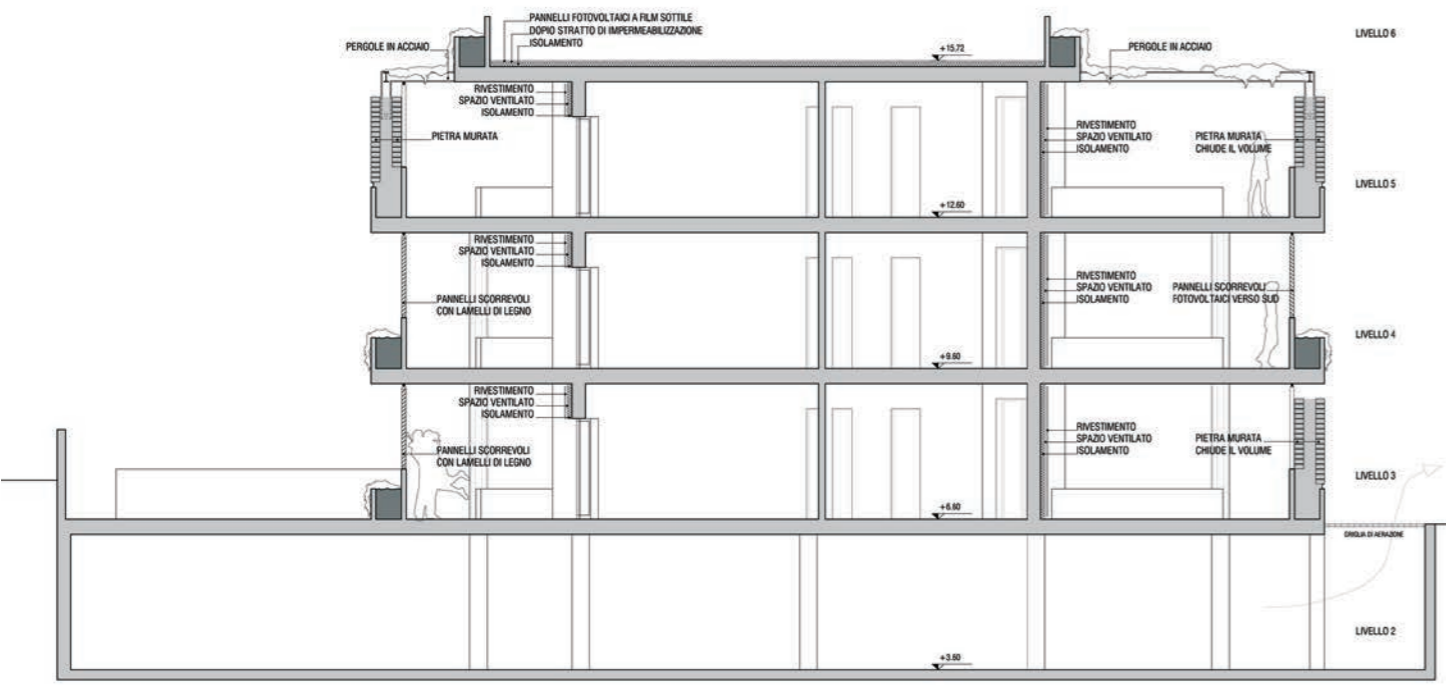 PANNELLI FOTOVOLTAICI A FILM SOTTILE
DOPIO STRATTO DI IMPERMEABILIZZAZIONE
ISOLAMENTO
PERGOLE IN ACCIAIO
+15.72
PERGOLE IN ACCIAIO
LIVELLO 6
RIVESTIMENTO
SPAZIO VENTILATO
ISOLAMENTO
PIETRA MURATA
RIVESTIMENTO
SPAZIO VENTILATO
ISOLAMENTO
PIETRA MURATA
CHIUDE IL VOLUME
LIVELLO 5
+12.60
RIVESTIMENTO
SPAZIO VENTILATO
ISOLAMENTO
PANNELLI SCORREVOLI
CON LAMELLI DI LEGNO
RIVESTIMENTO
SPAZIO VENTILATO
ISOLAMENTO
PANNELLI SCORREVOLI
FOTOVOLTAICI VERSO SUD
LIVELLO 4
+9.60
RIVESTIMENTO
SPAZIO VENTILATO
ISOLAMENTO
PANNELLI SCORREVOLI
CON LAMELLI DI LEGNO
RIVESTIMENTO
SPAZIO VENTILATO
ISOLAMENTO
PIETRA MURATA
CHIUDE IL VOLUME
LIVELLO 3
+6.60
GRIGLIA DI AERAZIONE
LIVELLO 2
+3.60